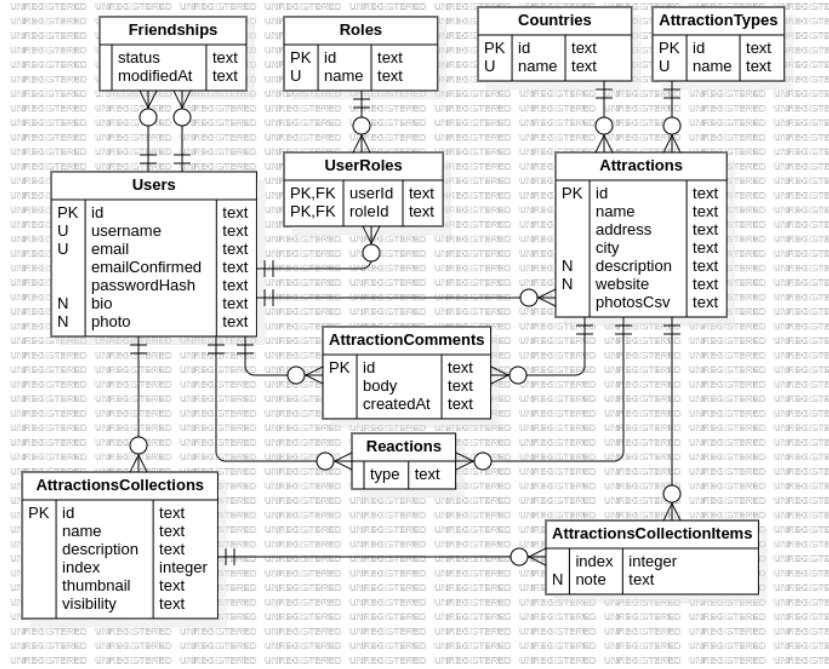 Friendships
status text
modifiedAt text
Roles
PK id text
U name text
Countries
PK id text
U name text
AttractionTypes
PK id text
U name text
Users
PK id text
U username text
U email text
emailConfirmed text
passwordHash text
N bio text
N photo text
UserRoles
PK,FK userId text
PK,FK roleId text
Attractions
PK id text
name text
address text
city text
N description text
N website text
photosCsv text
AttractionComments
PK id text
body text
createdAt text
Reactions
type text
AttractionsCollections
PK id text
name text
description text
index integer
thumbnail text
visibility text
AttractionsCollectionItems
index integer
N note text
UNREGISTERED